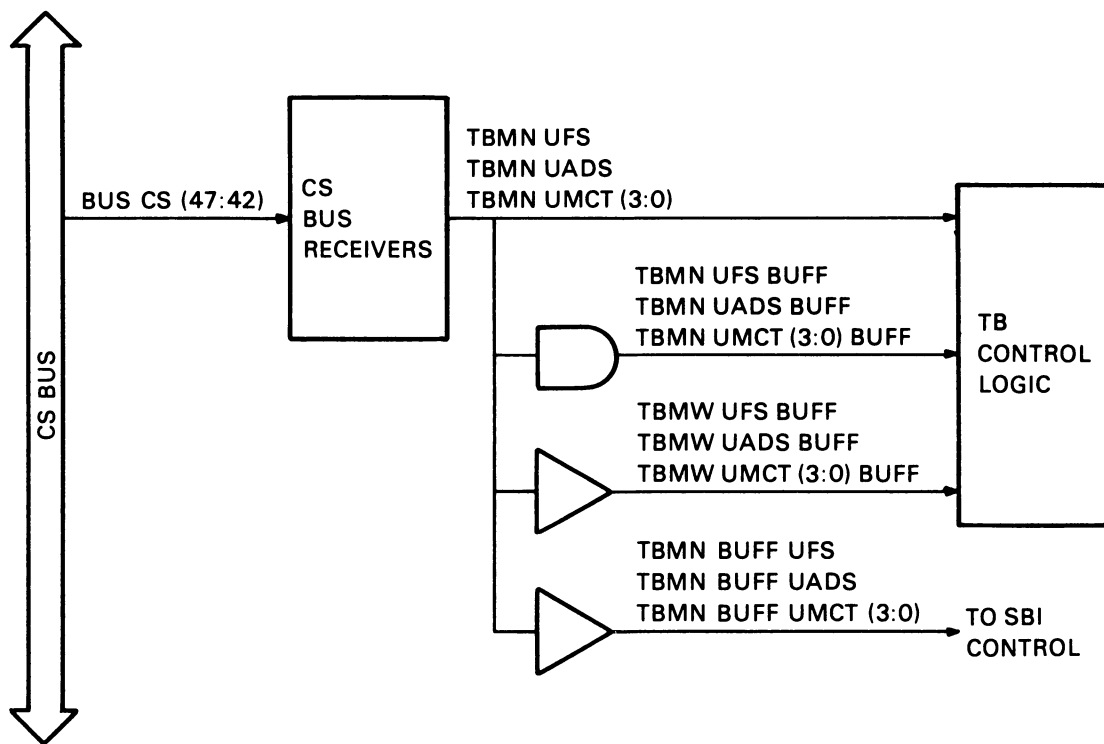 CS BUS
BUS CS (47:42)
CS
BUS
RECEIVERS
TBMN UFS
TBMN UADS
TBMN UMCT (3:0)
TBMN UFS BUFF
TBMN UADS BUFF
TBMN UMCT (3:0) BUFF
TBMW UFS BUFF
TBMW UADS BUFF
TBMW UMCT (3:0) BUFF
TBMN BUFF UFS
TBMN BUFF UADS
TBMN BUFF UMCT (3:0)
TB
CONTROL
LOGIC
TO SBI
CONTROL